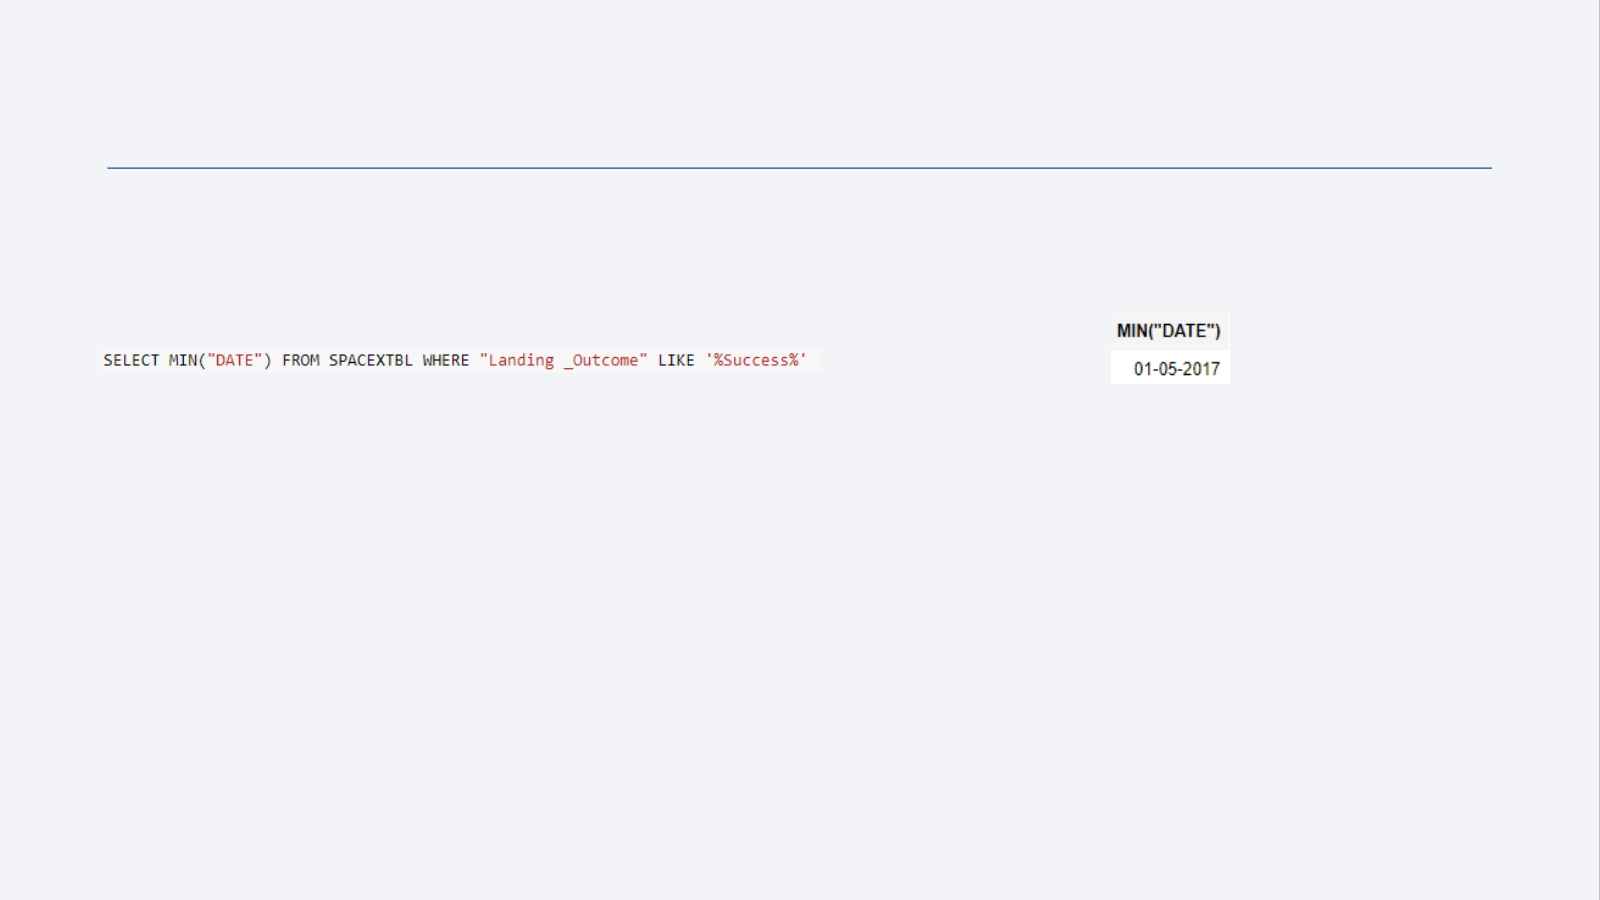 SELECT MIN("DATE") FROM SPACEXTBL WHERE "Landing _Outcome" LIKE '%Success%'
MIN("DATE")
01-05-2017